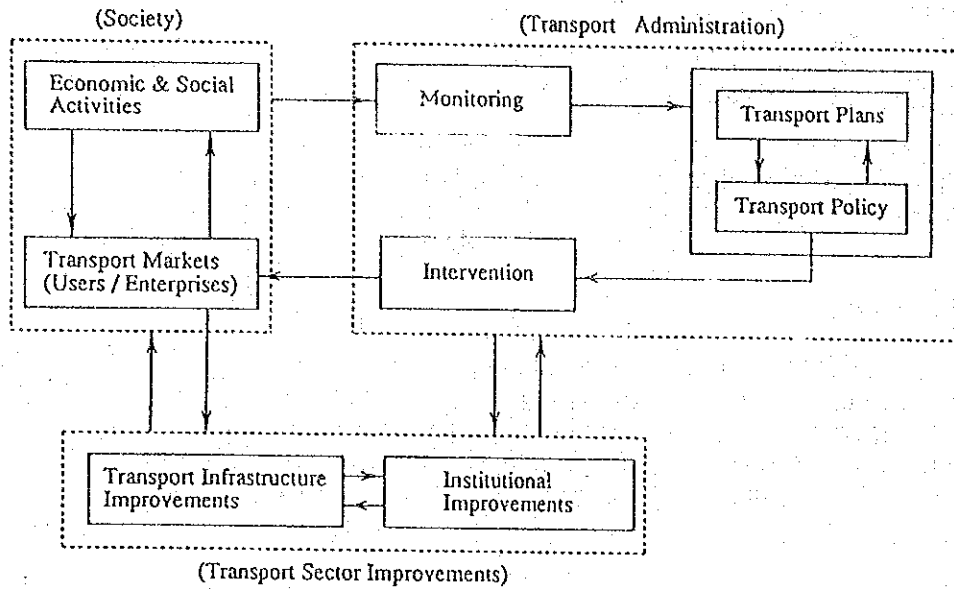 (Society)
(Transport Administration)
Economic & Social
Activities
Monitoring
Transport Plans
Transport Policy
Transport Markets
(Users / Enterprises)
Intervention
Transport Infrastructure
Improvements
Institutional
Improvements
(Transport Sector Improvements)